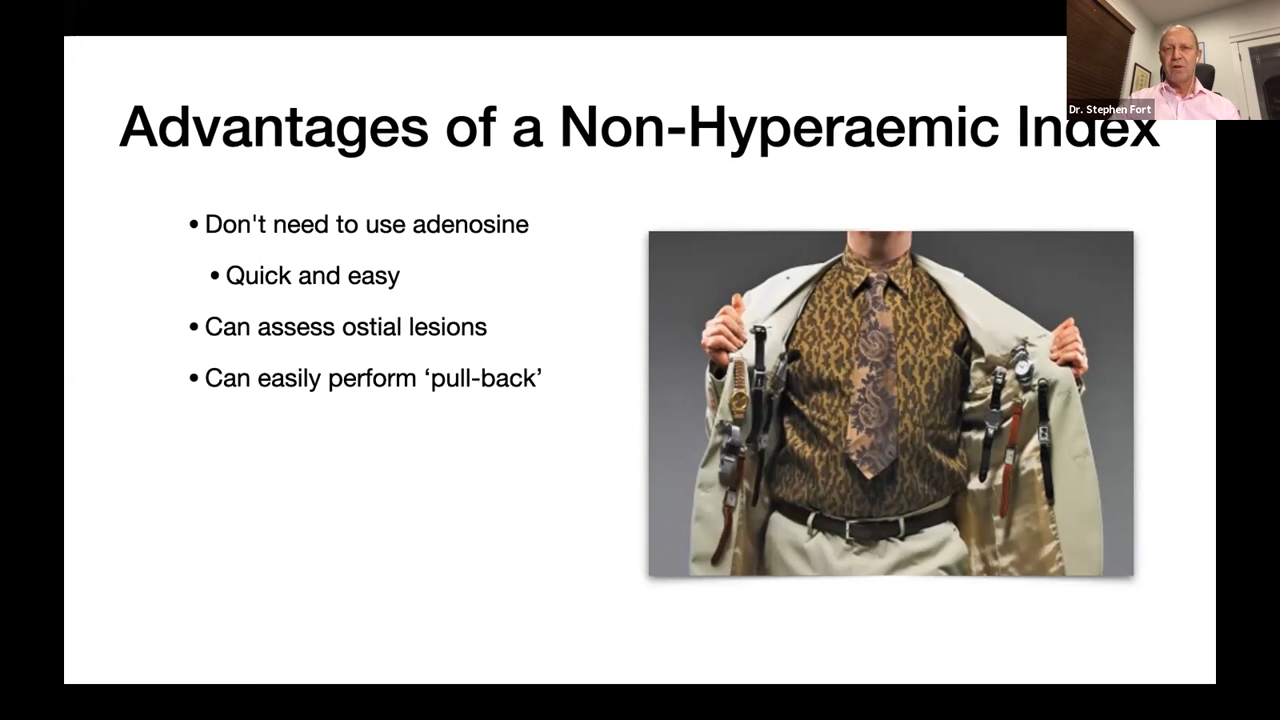 Dr. Stephen Fort
Advantages of a Non-Hyperaemic Index
• Don't need to use adenosine
• Quick and easy
• Can assess ostial lesions
• Can easily perform ‘pull-back’